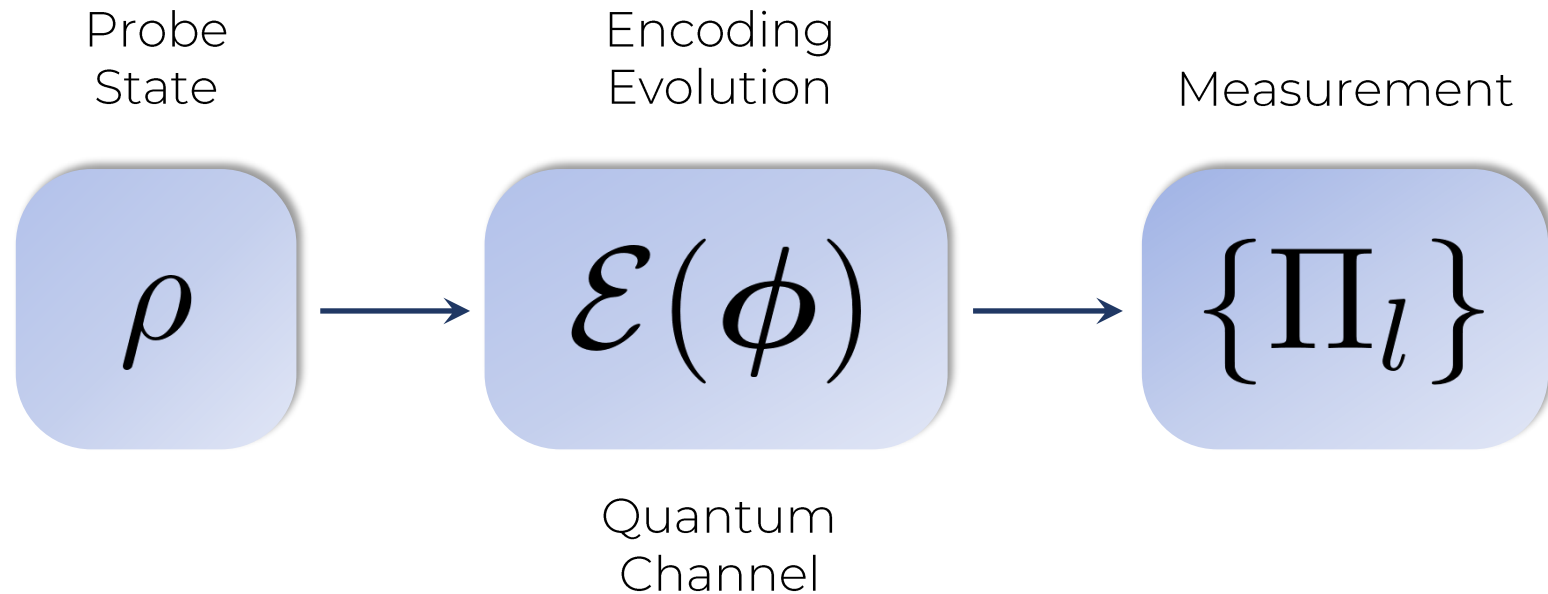 Probe
State
Encoding
Evolution
Measurement
ρ
ℰ(𝝓)
{Π_l}
Quantum
Channel